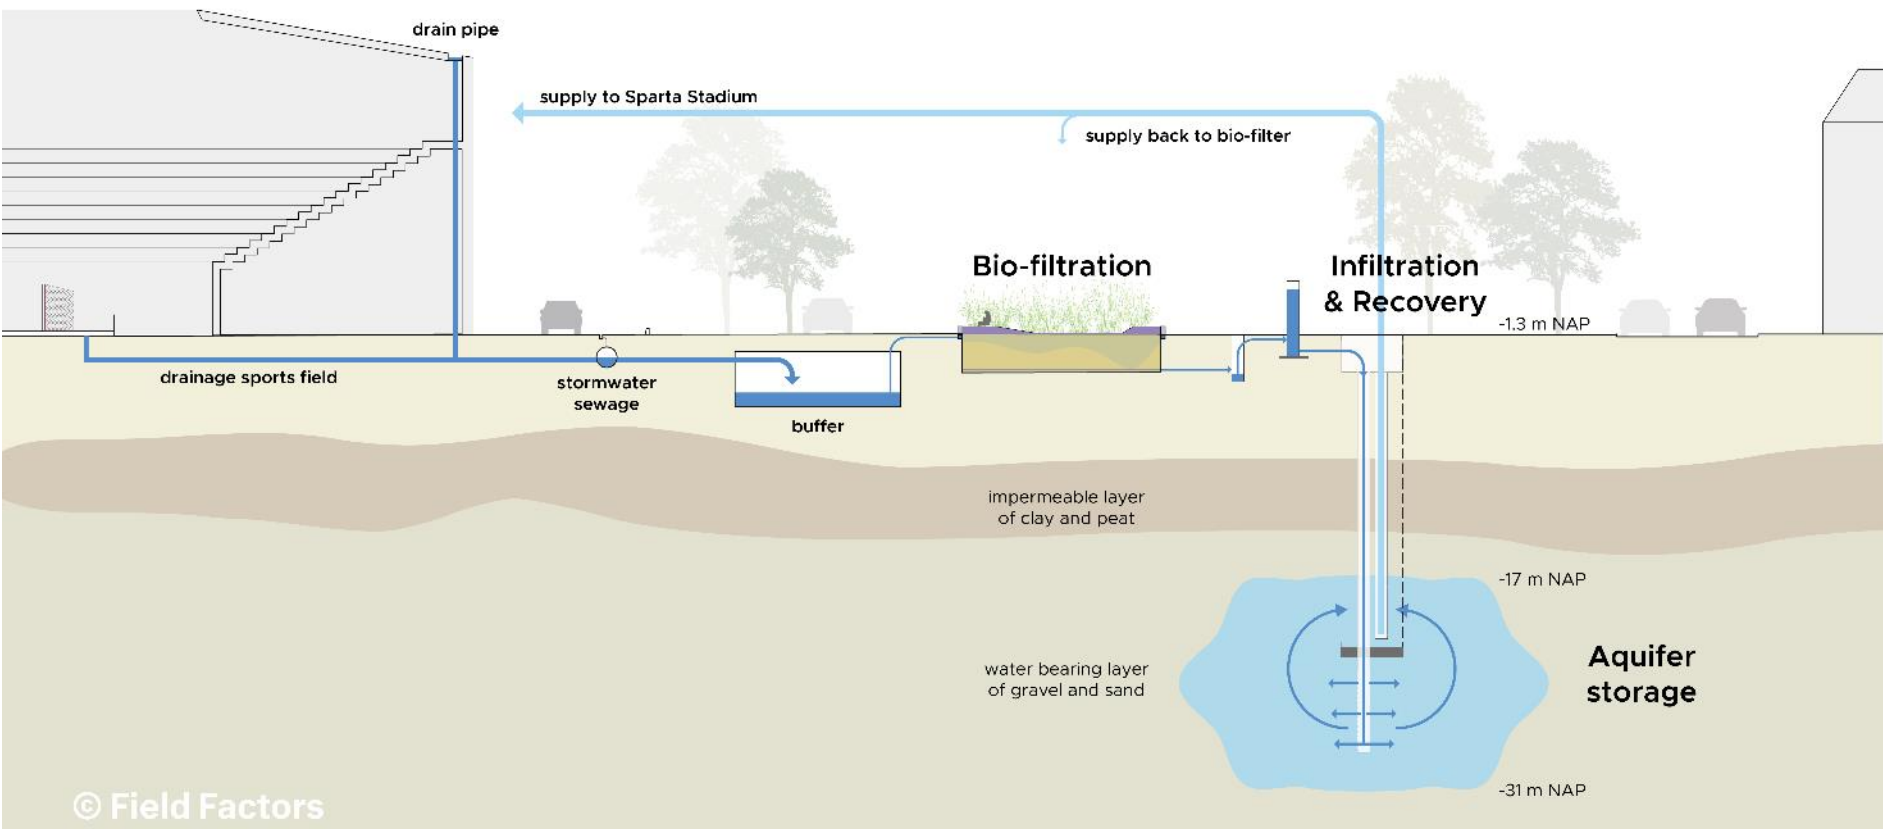 drain pipe
supply to Sparta Stadium
supply back to bio-filter
Bio-filtration
Infiltration
& Recovery
-1.3 m NAP
drainage sports field
stormwater
sewage
buffer
impermeable layer
of clay and peat
-17 m NAP
water bearing layer
of gravel and sand
Aquifer
storage
-31 m NAP
© Field Factors